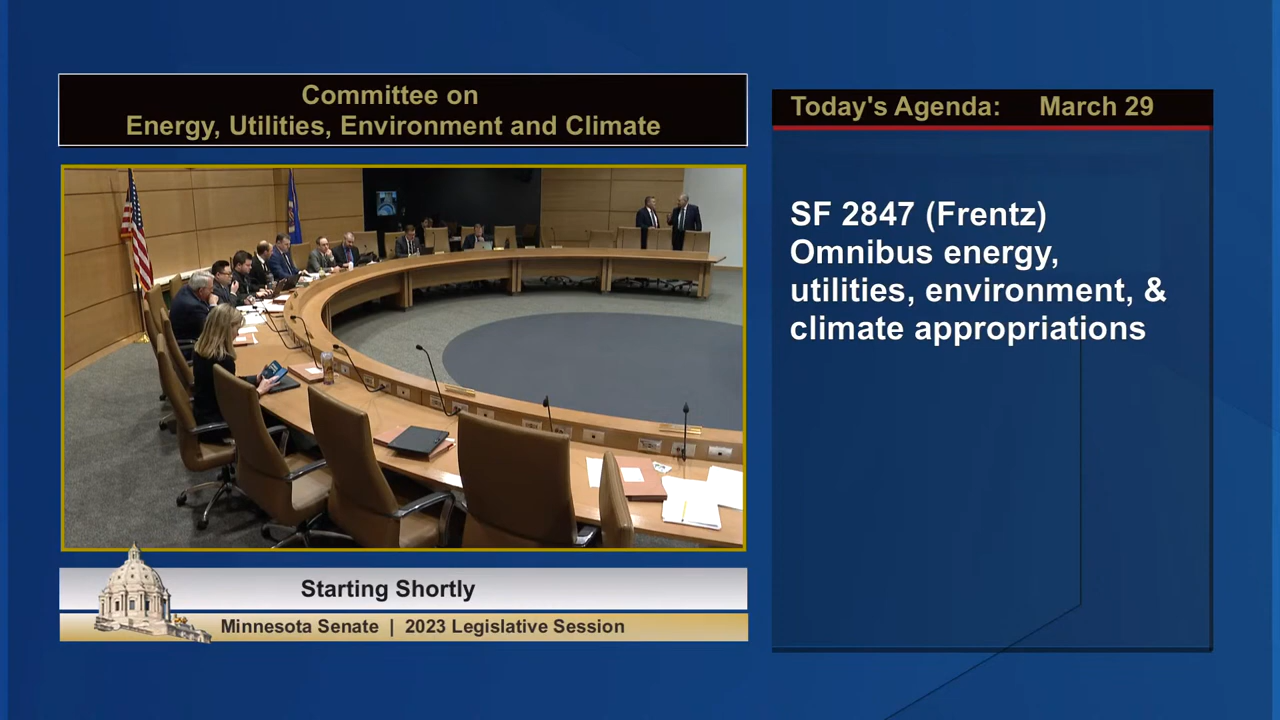 Committee on
Energy, Utilities, Environment and Climate
Today's Agenda: March 29
SF 2847 (Frentz)
Omnibus energy,
utilities, environment, &
climate appropriations
Starting Shortly
Minnesota Senate | 2023 Legislative Session